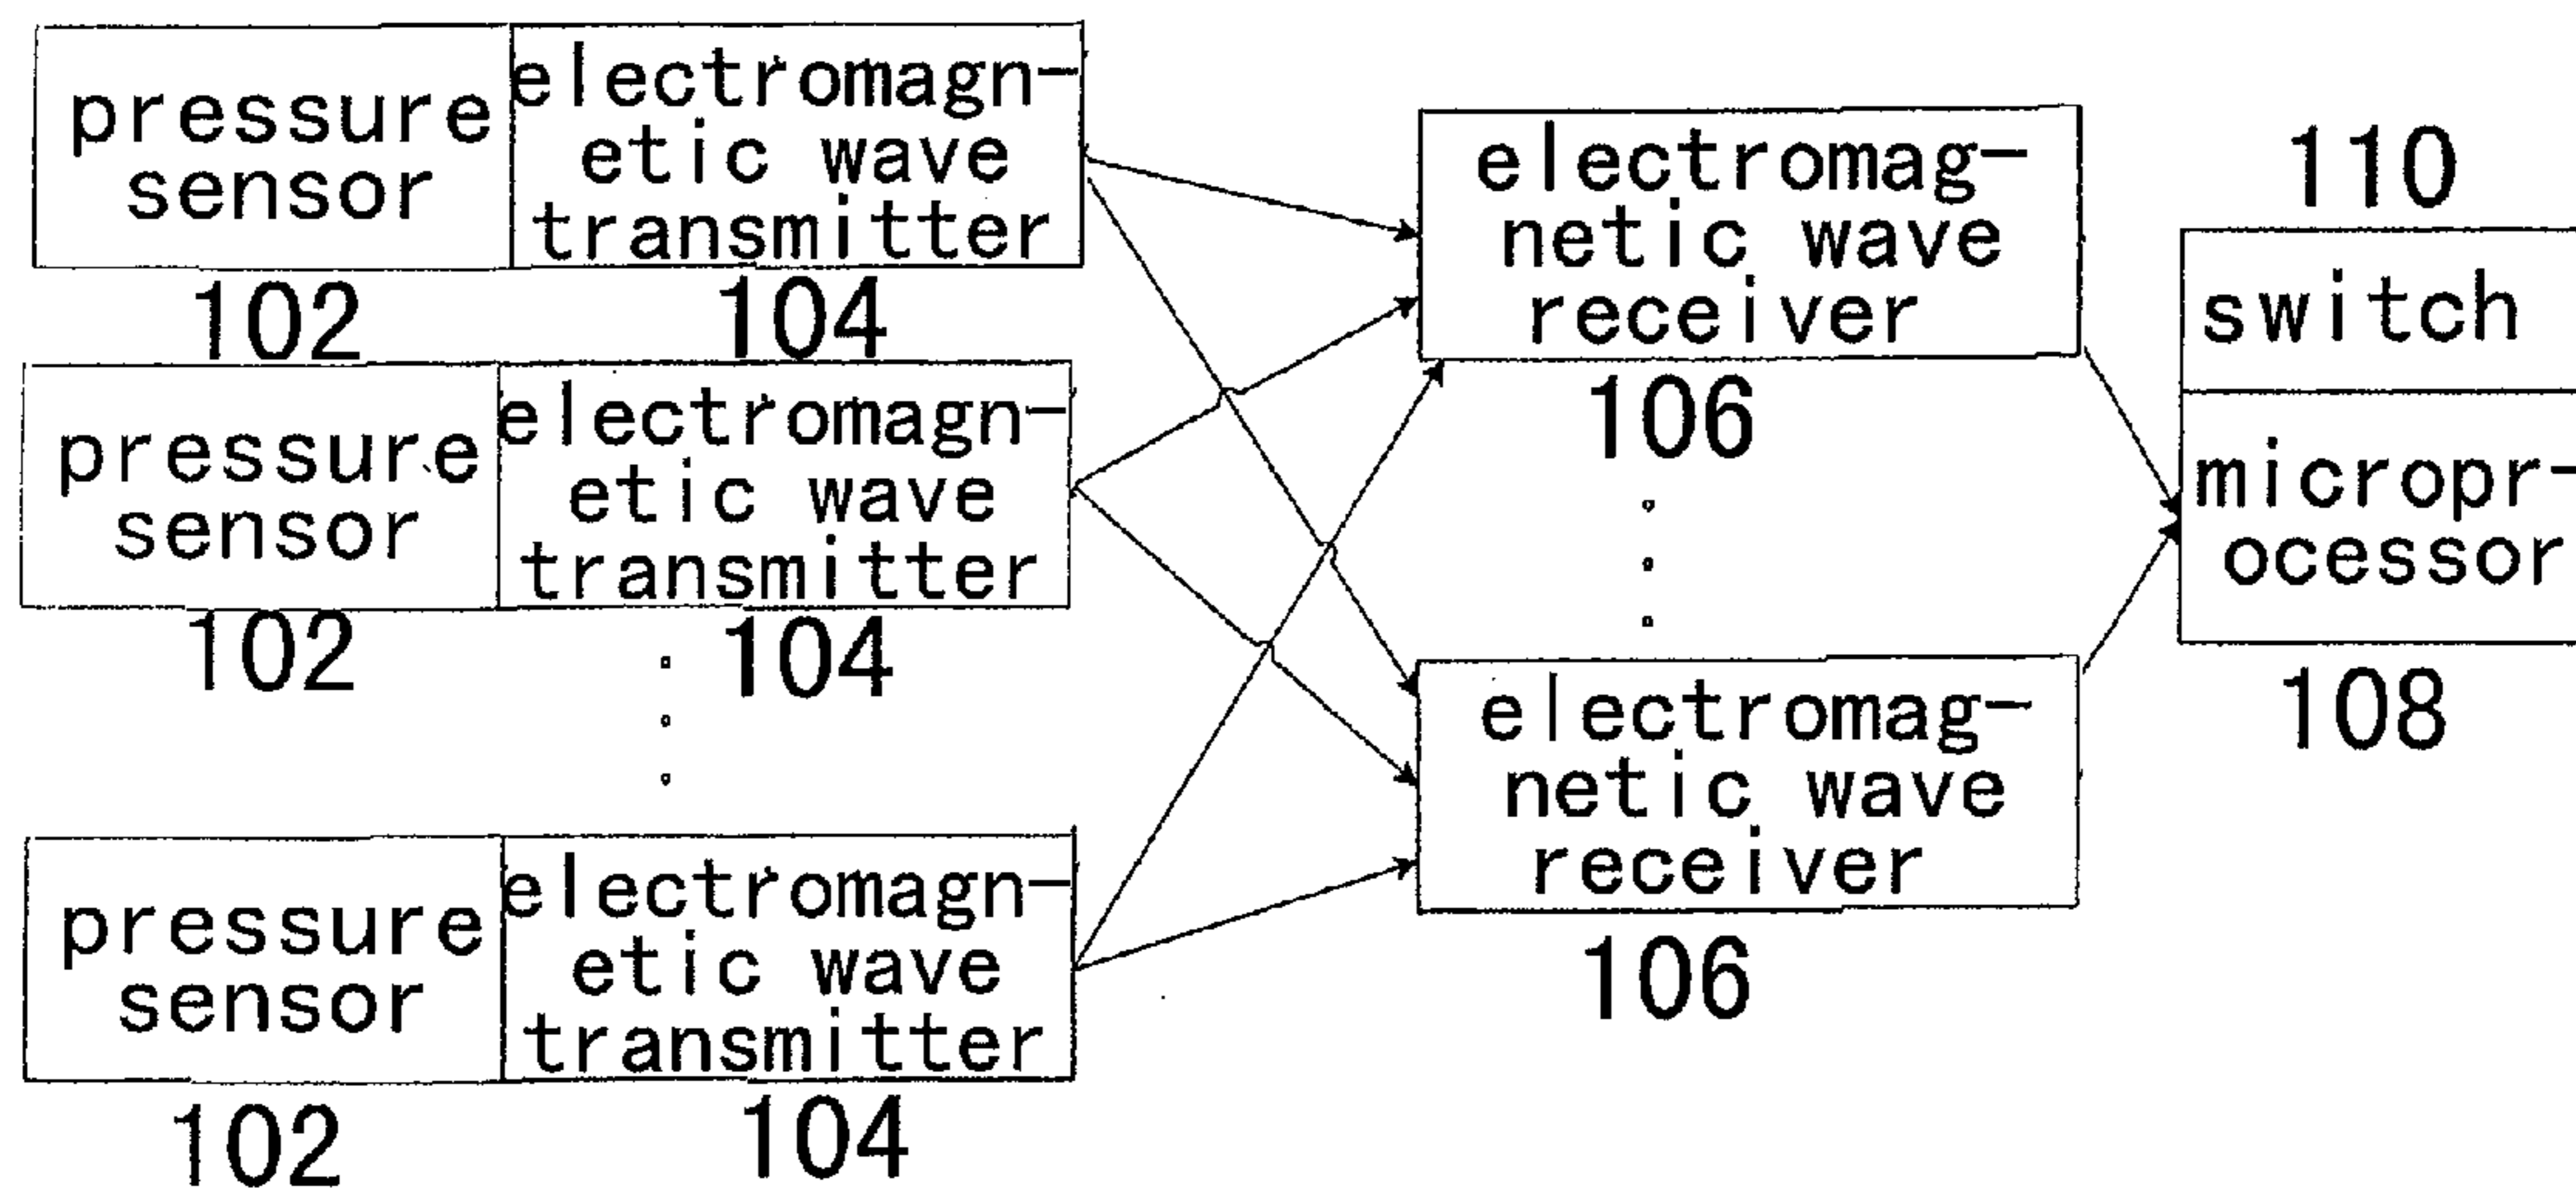 pressure
sensor
electromagn-
etic wave
transmitter
102
104
pressure
sensor
electromagn-
etic wave
transmitter
102
104
pressure
sensor
electromagn-
etic wave
transmitter
102
104
electromag-
netic wave
receiver
106
electromag-
netic wave
receiver
106
110
switch
micropr-
ocessor
108